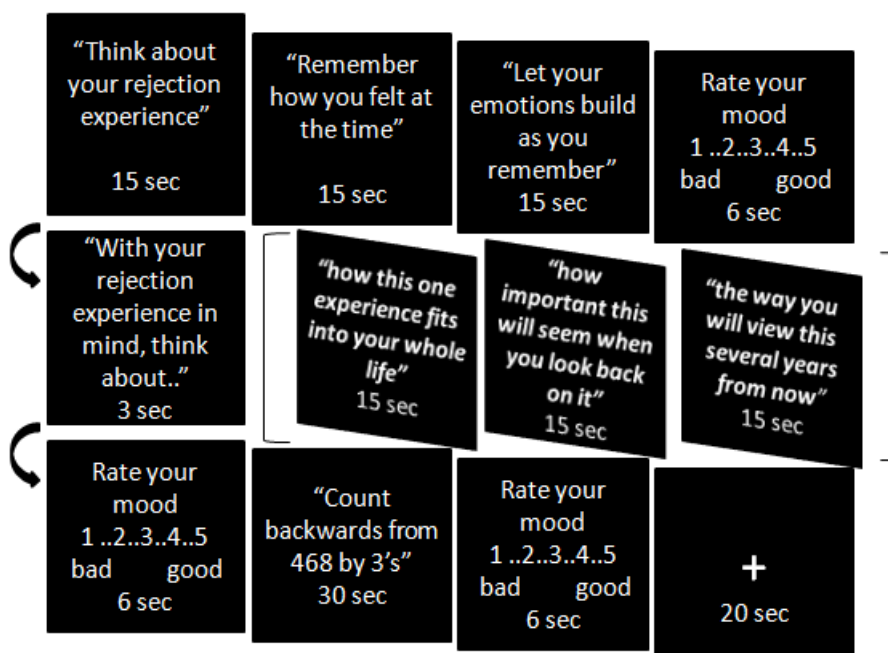 “Think about
your rejection
experience”
15 sec
“Remember
how you felt at
the time”
15 sec
“Let your
emotions build
as you
remember”
15 sec
Rate your
mood
1 ..2..3..4..5
bad good
6 sec
“With your
rejection
experience in
mind, think
about..”
3 sec
“how this one
experience fits
into your whole
life”
15 sec
“how
important this
will seem when
you look back
on it”
15 sec
“the way you
will view this
several years
from now”
15 sec
Rate your
mood
1 ..2..3..4..5
bad good
6 sec
“Count
backwards from
468 by 3’s”
30 sec
Rate your
mood
1 ..2..3..4..5
bad good
6 sec
+
20 sec